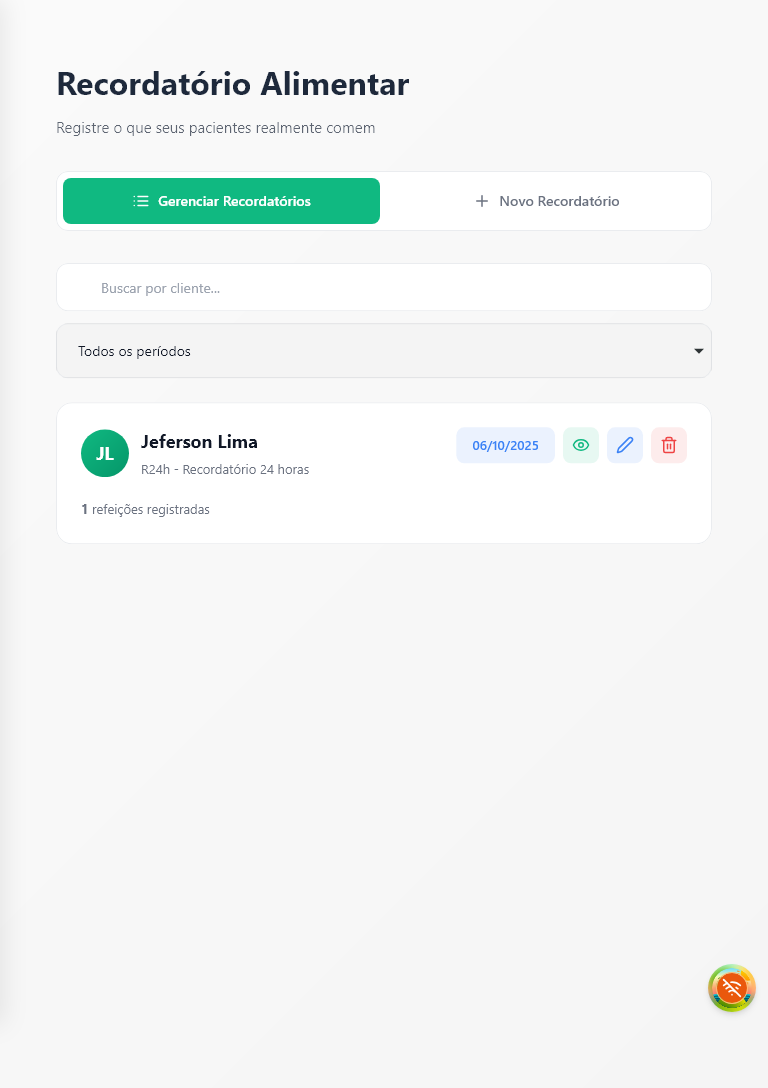 Recordatório Alimentar
Registre o que seus pacientes realmente comem
Gerenciar Recordatórios
Novo Recordatório
Buscar por cliente...
Todos os períodos
JL
Jeferson Lima
06/10/2025
R24h - Recordatório 24 horas
1 refeições registradas